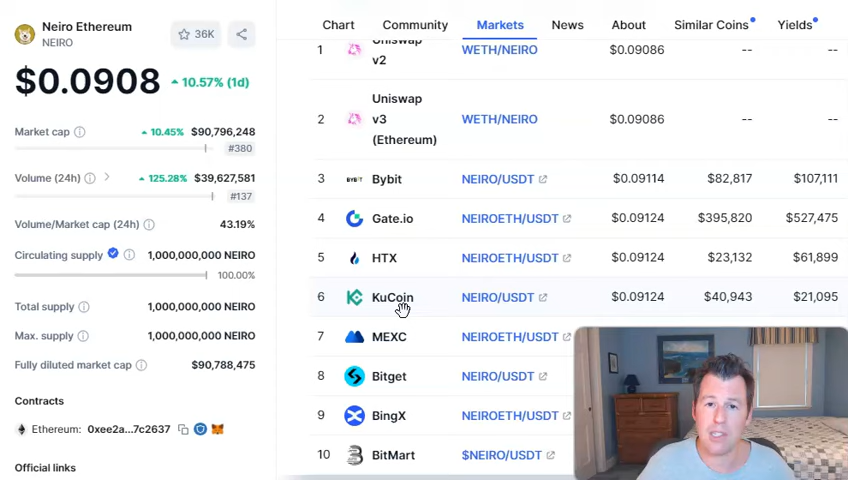 Neiro Ethereum
NEIRO
36K
$0.0908
10.57% (1d)
Market cap
10.45% $90,796,248
#380
Volume (24h)
125.28% $39,627,581
#137
Volume/Market cap (24h) 43.19%
Circulating supply 1,000,000,000 NEIRO
100.00%
Total supply 1,000,000,000 NEIRO
Max. supply 1,000,000,000 NEIRO
Fully diluted market cap $90,788,475
Contracts
Ethereum: 0xee2a...7c2637
Official links
Chart Community Markets News About Similar Coins Yields
1 Uniswap v2 WETH/NEIRO $0.09086 -- --
2 Uniswap v3 (Ethereum) WETH/NEIRO $0.09086 -- --
3 BYBIT Bybit NEIRO/USDT $0.09114 $82,817 $107,111
4 Gate.io NEIROETH/USDT $0.09124 $395,820 $527,475
5 HTX NEIROETH/USDT $0.09124 $23,132 $61,899
6 KuCoin NEIRO/USDT $0.09124 $40,943 $21,095
7 MEXC NEIROETH/USDT
8 Bitget NEIRO/USDT
9 BingX NEIROETH/USDT
10 BitMart $NEIRO/USDT